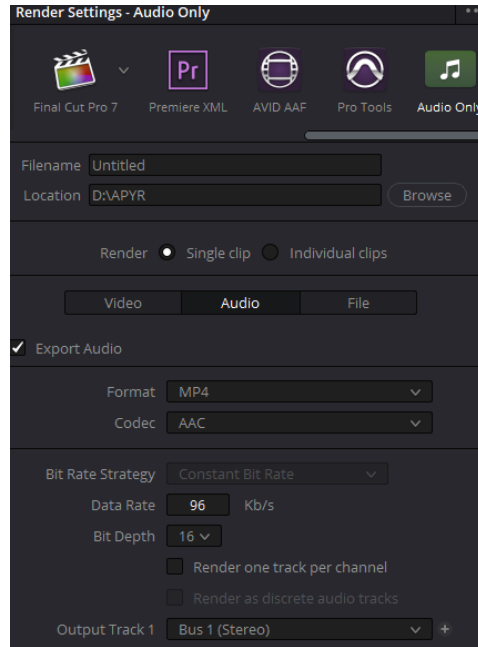 Render Settings - Audio Only
Pr
Final Cut Pro 7 Premiere XML AVID AAF Pro Tools Audio Only
Filename Untitled
Location D:\APYR Browse
Render Single clip Individual clips
Video Audio File
Export Audio
Format MP4
Codec AAC
Bit Rate Strategy Constant Bit Rate
Data Rate 96 Kb/s
Bit Depth 16
Render one track per channel
Render as discrete audio tracks
Output Track 1 Bus 1 (Stereo)